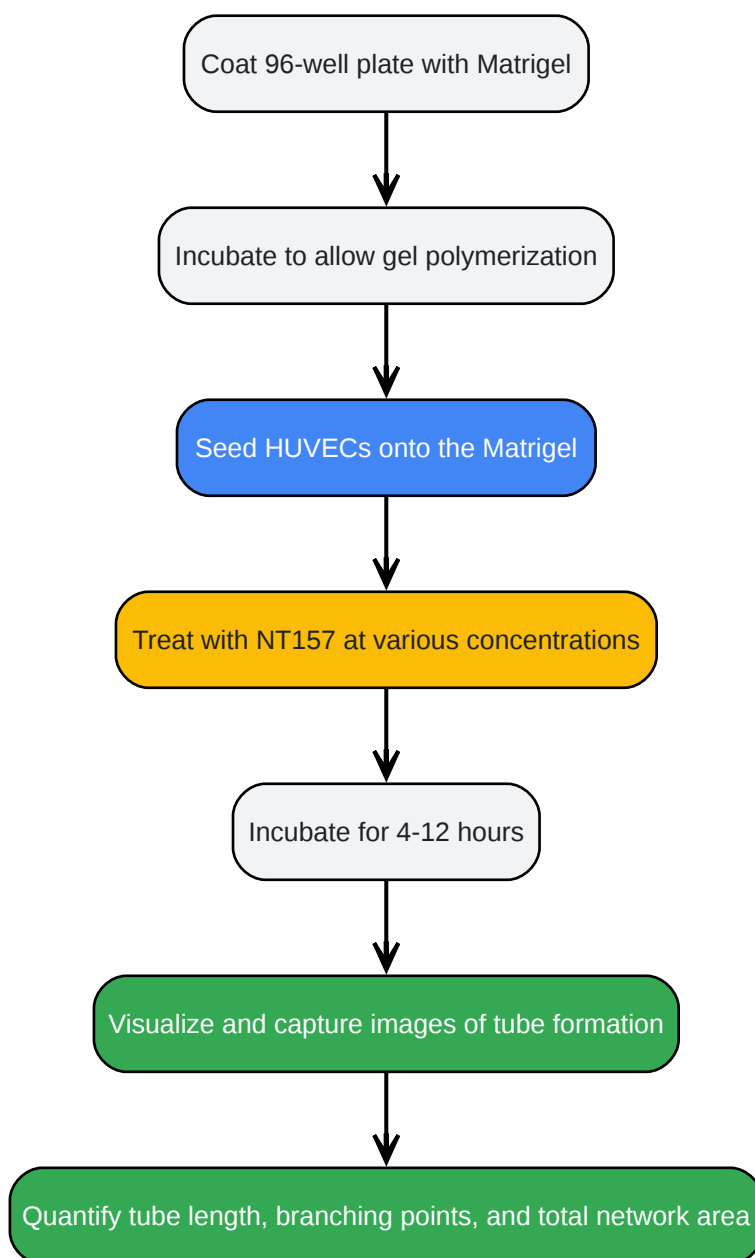 Coat 96-well plate with Matrigel
Incubate to allow gel polymerization
Seed HUVECs onto the Matrigel
Treat with NT157 at various concentrations
Incubate for 4-12 hours
Visualize and capture images of tube formation
Quantify tube length, branching points, and total network area